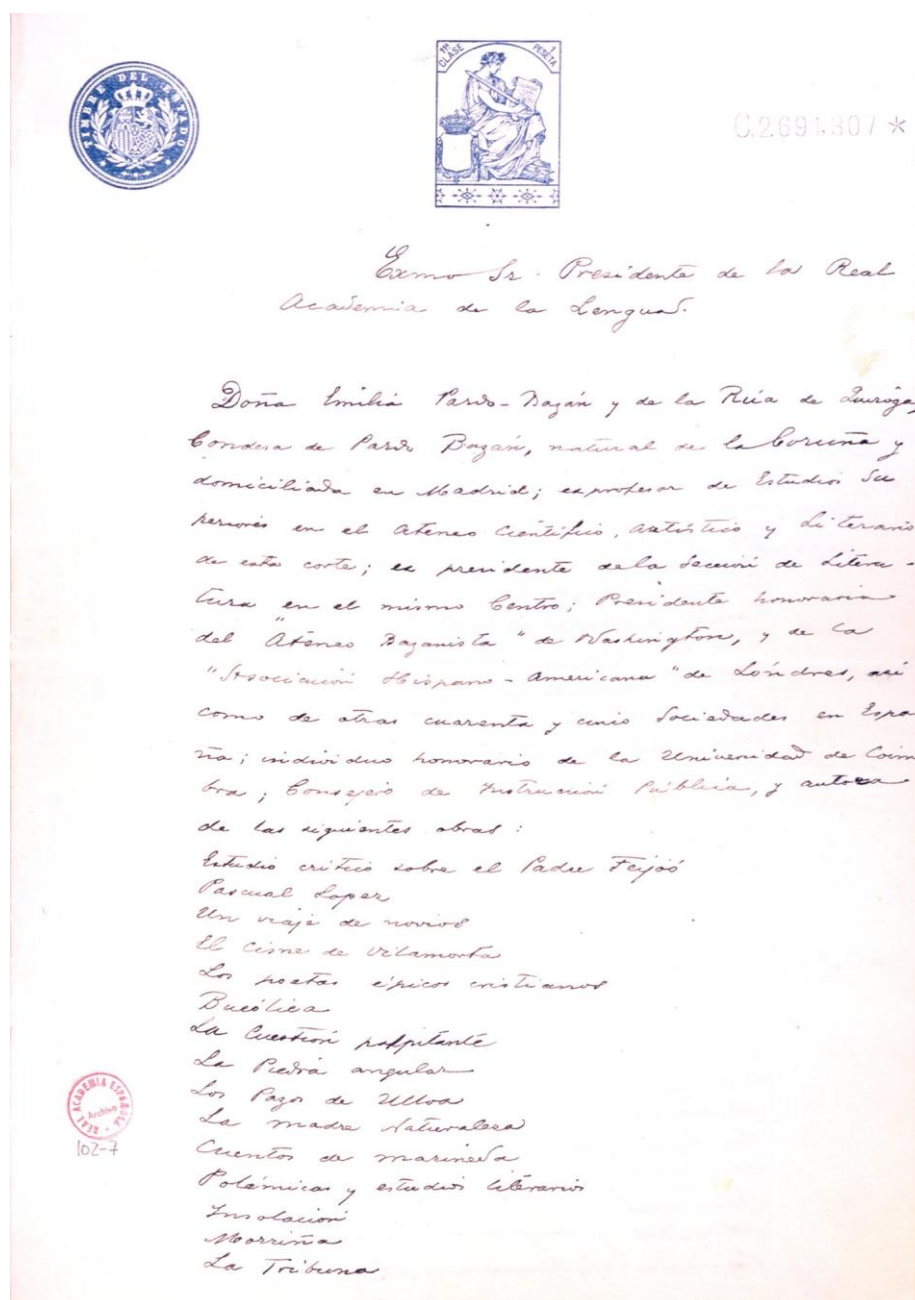 TIMBRE DEL ESTADO
11ª CLASE 1 PESETA
C.2.691.307 *
Exmo Sr. Presidente de la Real
Academia de la Lengua.
Doña Emilia Pardo-Bazán y de la Rúa de Quiroga,
Condesa de Pardo Bazán, natural de la Coruña y
domiciliada en Madrid; exprofesor de Estudios Su
periores en el Ateneo Científico, Artístico y Literario
de esta corte; ex presidente de la Sección de Litera-
tura en el mismo Centro; Presidente honoraria
del "Ateneo Bazanista" de Washington, y de la
"Asociación Hispano-Americana" de Lóndres, así
como de otras cuarenta y cinco Sociedades en Espa
ña; individuo honorario de la Universidad de Coim
bra; Consejero de Instrucción Pública, y autora
de las siguientes obras:
Estudio crítico sobre el Padre Feijóo
Pascual Lopez
Un viaje de novios
El Cisne de Vilamorta
Los poetas épicos cristianos
Bucólica
La Cuestión palpitante
La Piedra angular
Los Pazos de Ulloa
La madre Naturaleza
Cuentos de marineda
Polémicas y estudios literarios
Insolación
Morriña
La Tribuna
REAL ACADEMIA ESPAÑOLA
Archivo
102-7